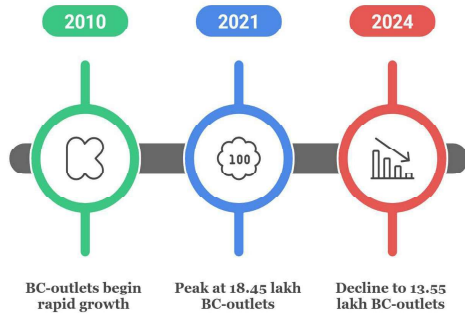 2010
2021
2024
100
BC-outlets begin
rapid growth
Peak at 18.45 lakh
BC-outlets
Decline to 13.55
lakh BC-outlets